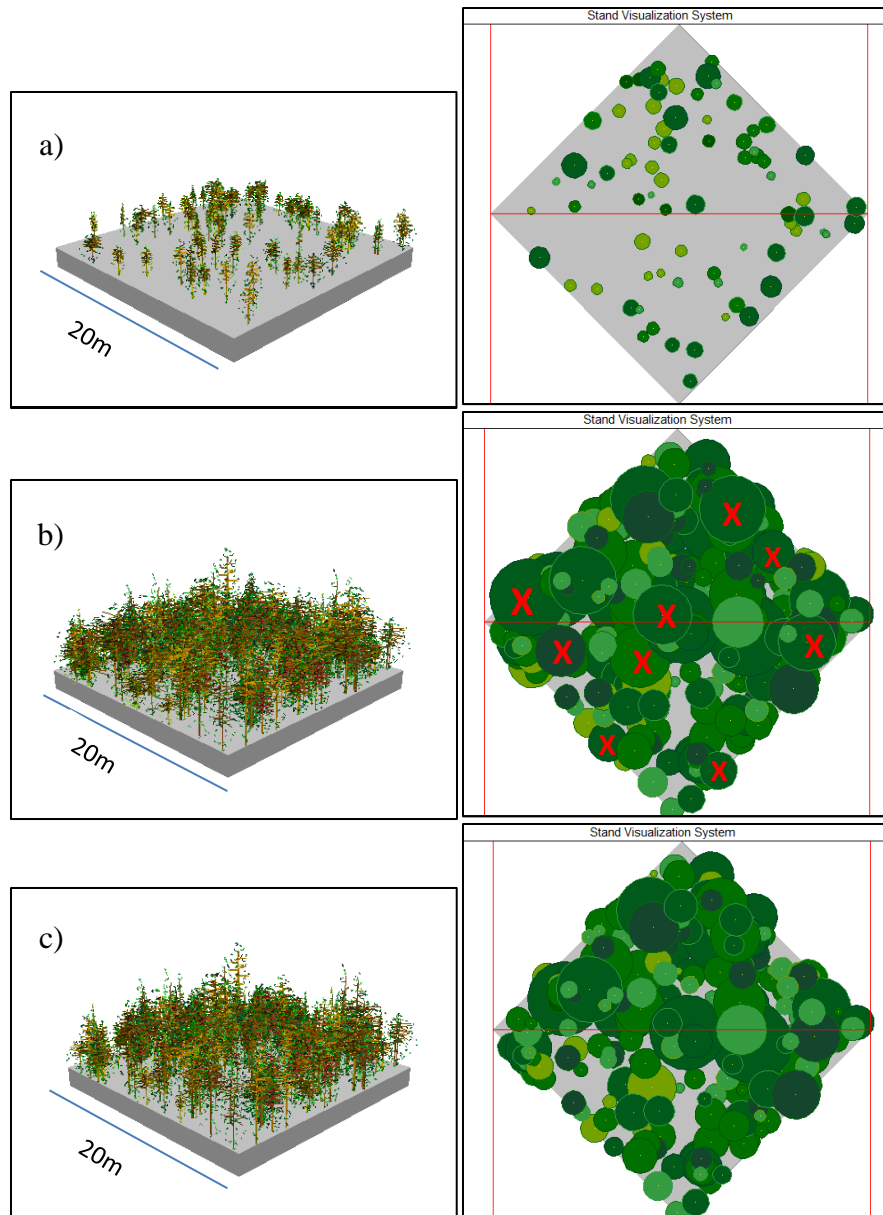 Stand Visualization System
a)
20m
Stand Visualization System
b)
20m
X
X
X
X
X
X
X
X
X
Stand Visualization System
c)
20m